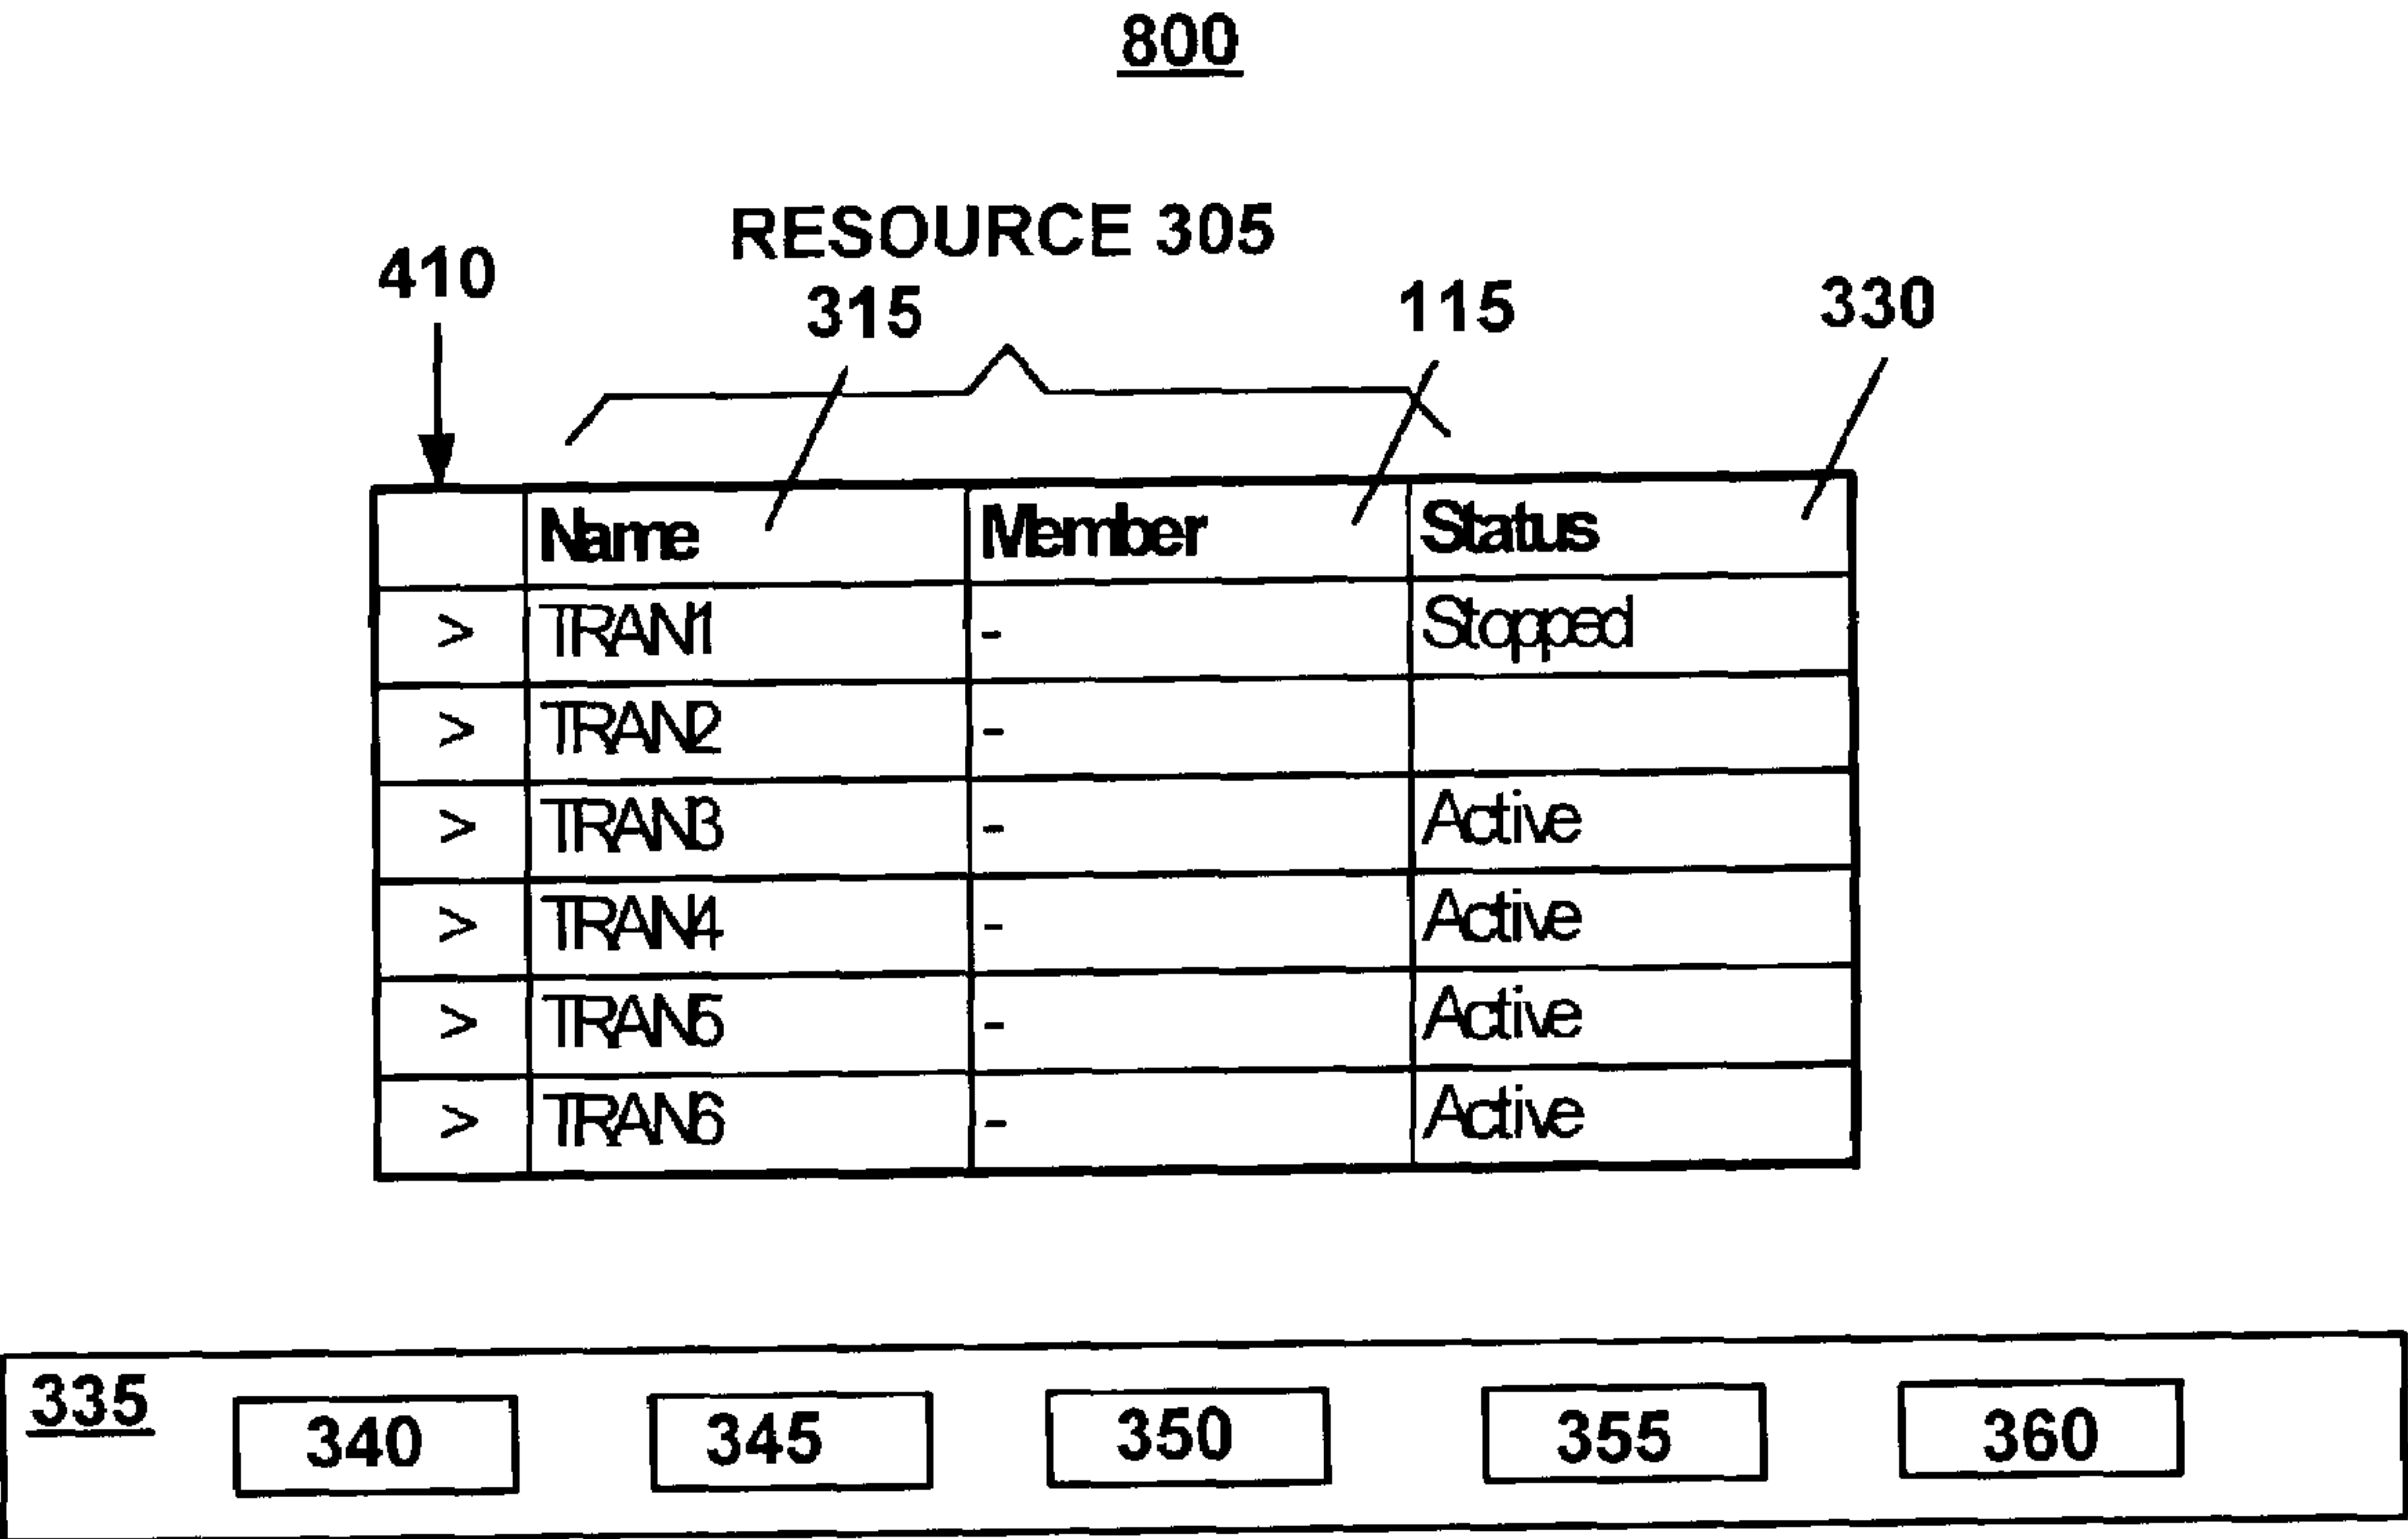 800
RESOURCE 305
410 315 115 330
Name Member Status
> TRAN1 - Stopped
> TRAN2 -
> TRAN3 - Active
> TRAN4 - Active
> TRAN5 - Active
> TRAN6 - Active
335 340 345 350 355 360